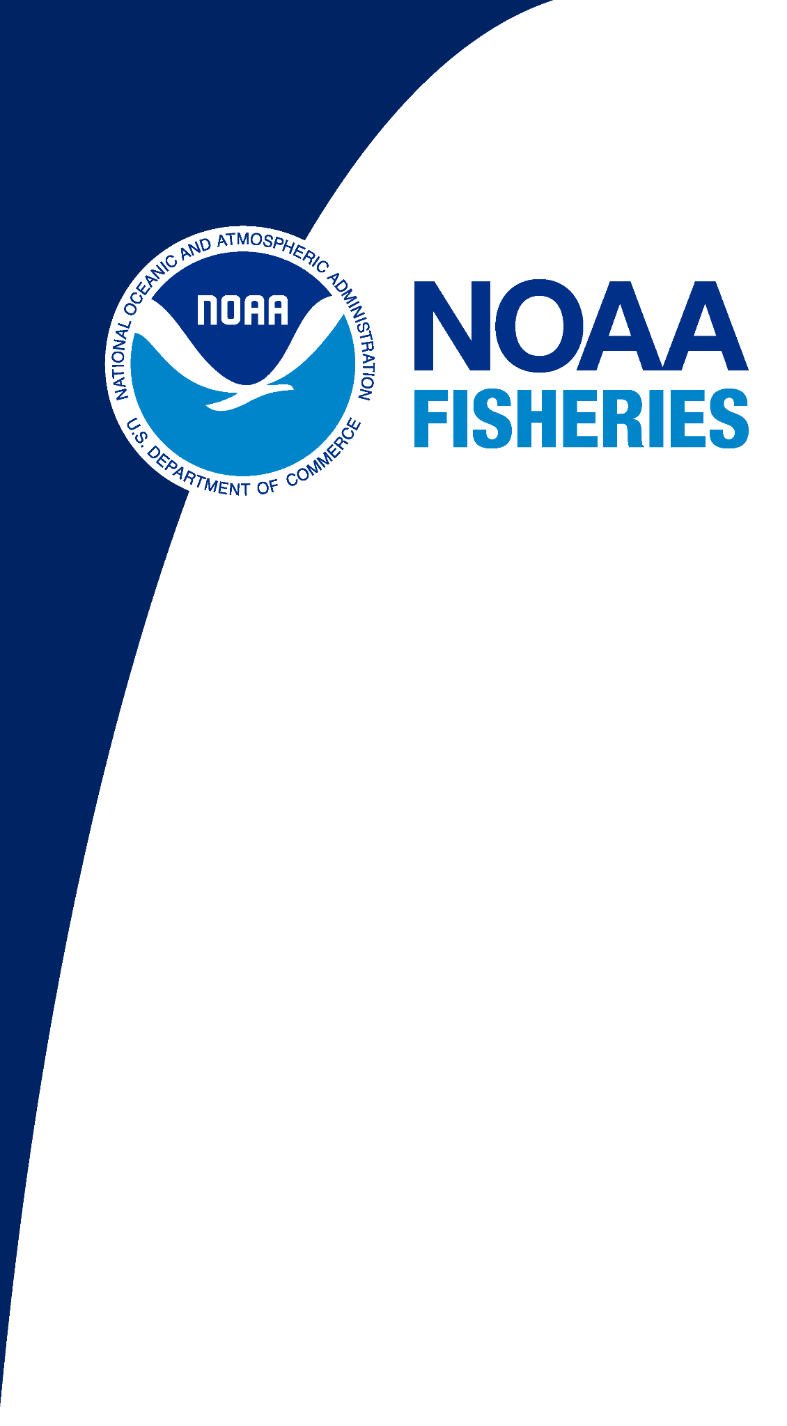 NATIONAL OCEANIC AND ATMOSPHERIC ADMINISTRATION
NOAA
U.S. DEPARTMENT OF COMMERCE
NOAA
FISHERIES